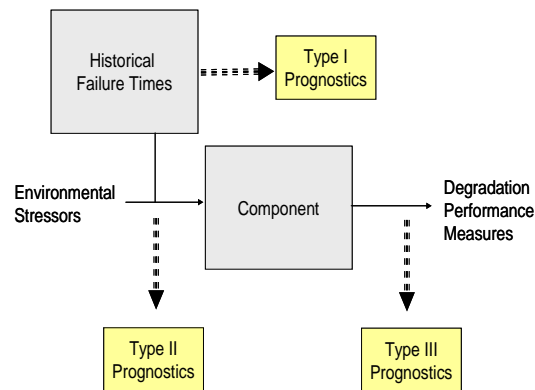 Historical
Failure Times
Type I
Prognostics
Environmental
Stressors
Component
Degradation
Performance
Measures
Type II
Prognostics
Type III
Prognostics